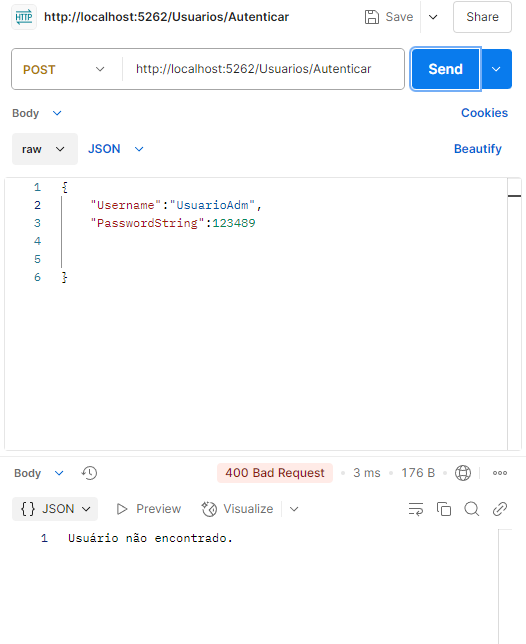 HTTP http://localhost:5262/Usuarios/Autenticar Save Share
POST http://localhost:5262/Usuarios/Autenticar Send
Body Cookies
raw JSON Beautify
1 {
2 "Username":"UsuarioAdm",
3 "PasswordString":123489
4
5
6 }
Body 400 Bad Request • 3 ms • 176 B •
{} JSON Preview Visualize
1 Usuário não encontrado.